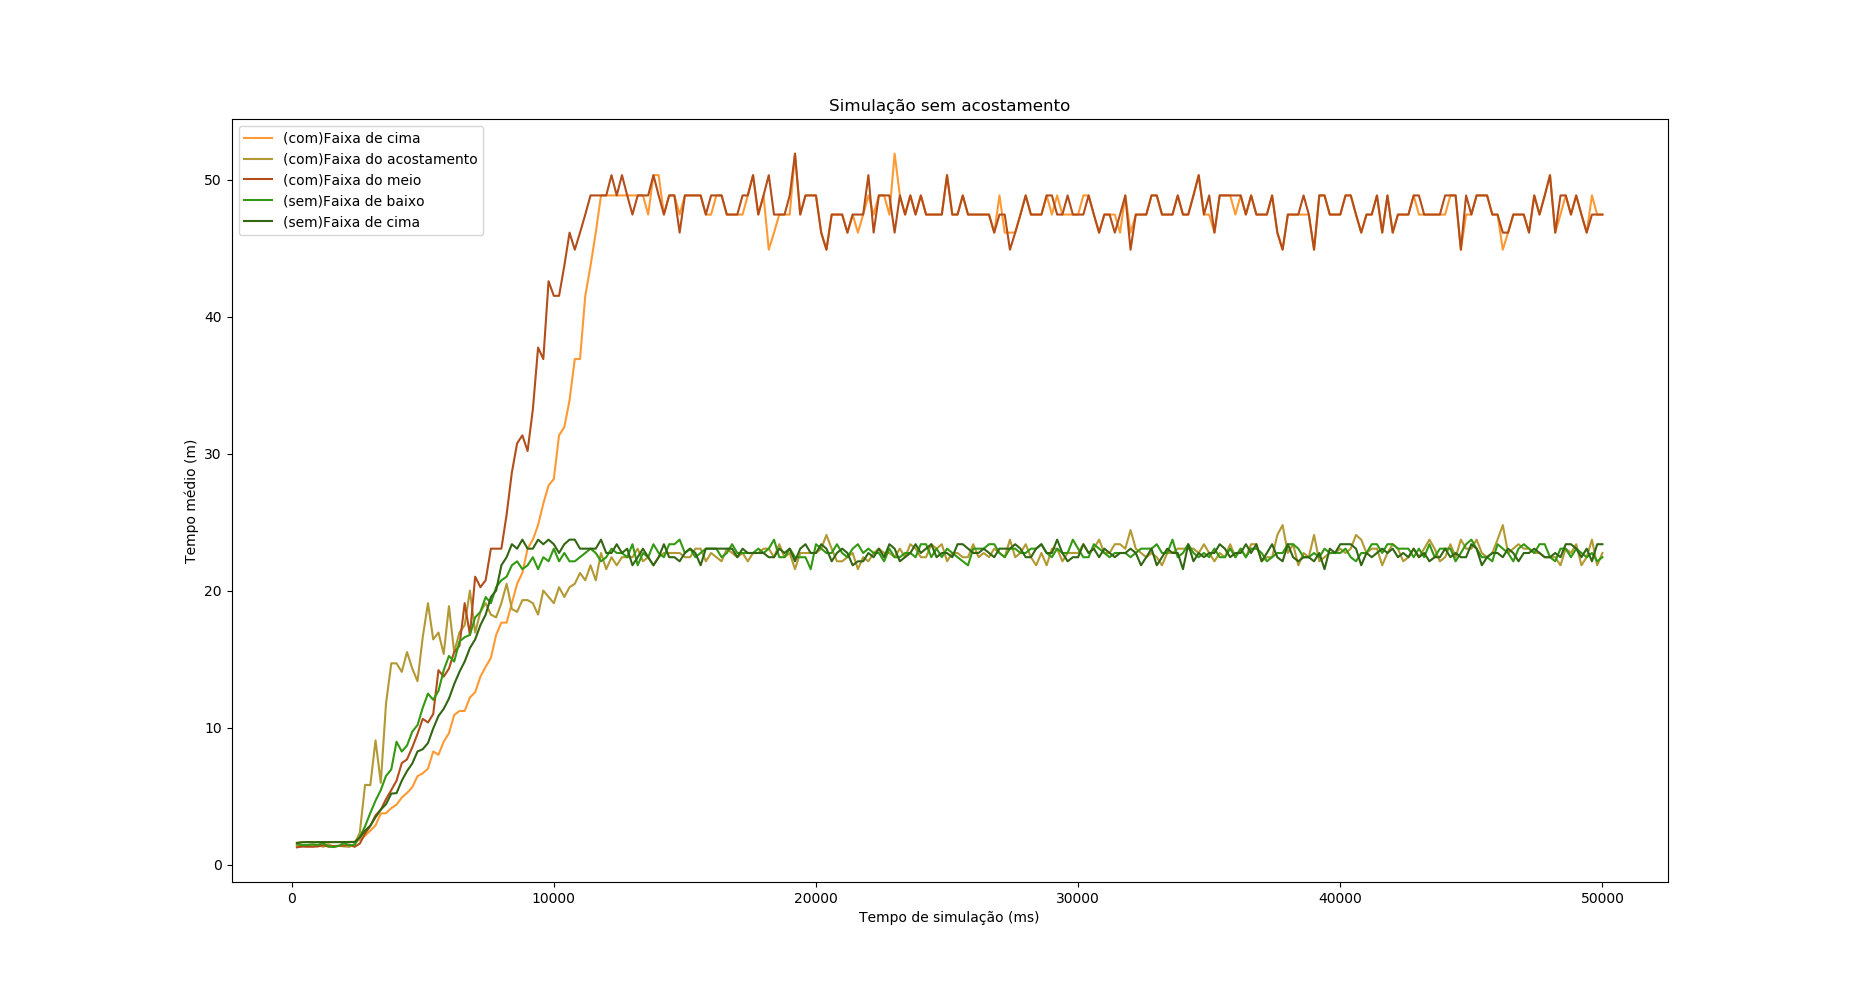 Simulação sem acostamento
(com)Faixa de cima
(com)Faixa do acostamento
(com)Faixa do meio
(sem)Faixa de baixo
(sem)Faixa de cima
Tempo médio (m)
50
40
30
20
10
0
0 10000 20000 30000 40000 50000
Tempo de simulação (ms)